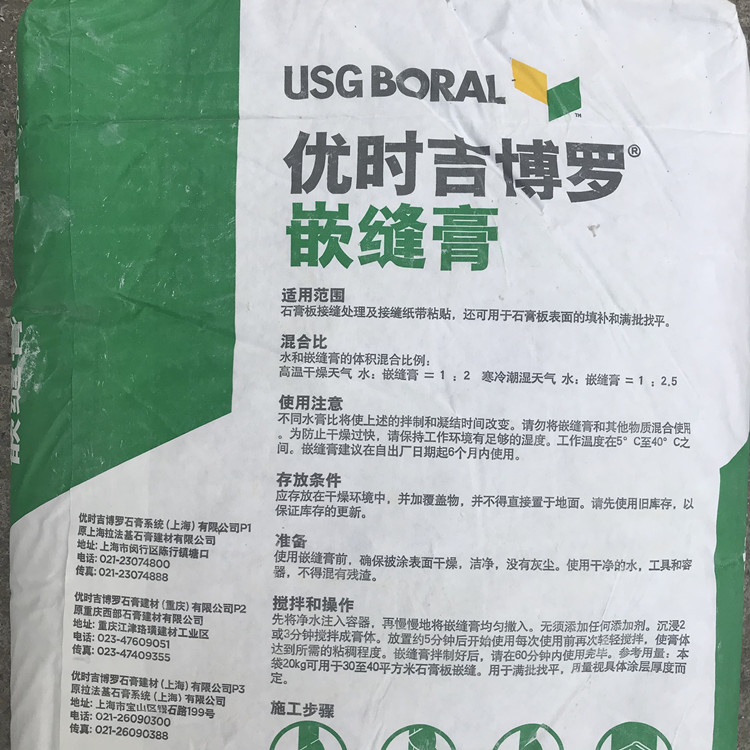 USG BORAL
TM
优时吉博罗®
嵌缝膏
适用范围
石膏板接缝处理及接缝纸带粘贴，还可用于石膏板表面的填补和满批找平。
混合比
水和嵌缝膏的体积混合比例：
高温干燥天气 水：嵌缝膏 = 1 : 2 寒冷潮湿天气 水：嵌缝膏 = 1 : 2.5
使用注意
不同水膏比将使上述的拌制和凝结时间改变。请勿将嵌缝膏和其他物质混合使用
。为防止干燥过快，请保持工作环境有足够的湿度。工作温度在5° C至40° C之
间。嵌缝膏建议在自出厂日期起6个月内使用。
存放条件
应存放在干燥环境中，并加覆盖物，并不得直接置于地面。请先使用旧库存，以
保证库存的更新。
准备
使用嵌缝膏前，确保被涂表面干燥，洁净，没有灰尘。使用干净的水，工具和容
器，不得混有残渣。
搅拌和操作
先将净水注入容器，再慢慢地将嵌缝膏均匀撒入。无须添加任何添加剂。沉浸2
或3分钟搅拌成膏体。放置约5分钟后开始使用每次使用前再次轻轻搅拌，使膏体
达到所需的粘稠程度。嵌缝膏拌制好后，请在60分钟内使用完毕。参考用量：本
袋20kg可用于30至40平方米石膏板嵌缝。用于满批找平，用量视具体涂层厚度而
定。
施工步骤
优时吉博罗石膏系统（上海）有限公司P1
原上海拉法基石膏建材有限公司
地址：上海市闵行区陈行镇塘口
电话：021-23074800
传真：021-23074888
优时吉博罗石膏建材（重庆）有限公司P2
原重庆西部石膏建材有限公司
地址：重庆江津珞璜建材工业区
电话：023-47609051
传真：023-47409355
优时吉博罗石膏建材（上海）有限公司P3
原拉法基石膏（上海）有限公司
地址：上海市宝山区锦石路199号
电话：021-26090300
传真：021-26090388